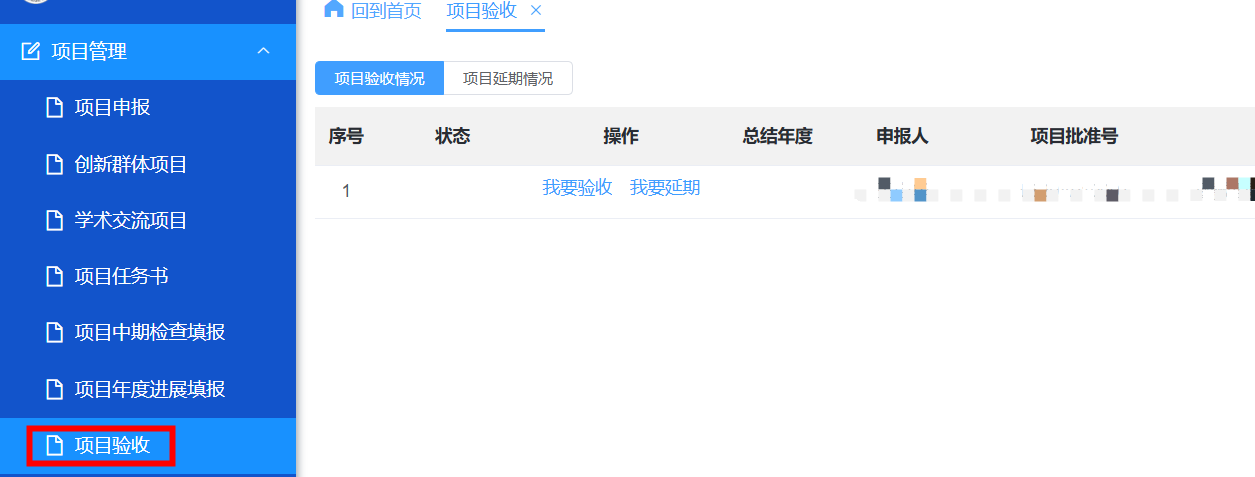 回到首页 项目验收 ×
项目管理
项目验收情况 项目延期情况
项目申报
序号 状态 操作 总结年度 申报人 项目批准号
创新群体项目
1 我要验收 我要延期
学术交流项目
项目任务书
项目中期检查填报
项目年度进展填报
项目验收